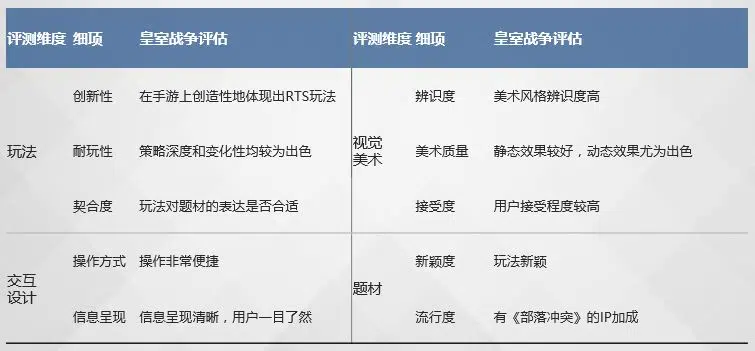 评测维度 细项 皇室战争评估 评测维度 细项 皇室战争评估
玩法
创新性 在手游上创造性地体现出RTS玩法
耐玩性 策略深度和变化性均较为出色
契合度 玩法对题材的表达是否合适
视觉
美术
辨识度 美术风格辨识度高
美术质量 静态效果较好，动态效果尤为出色
接受度 用户接受程度较高
交互
设计
操作方式 操作非常便捷
信息呈现 信息呈现清晰，用户一目了然
题材
新颖度 玩法新颖
流行度 有《部落冲突》的IP加成